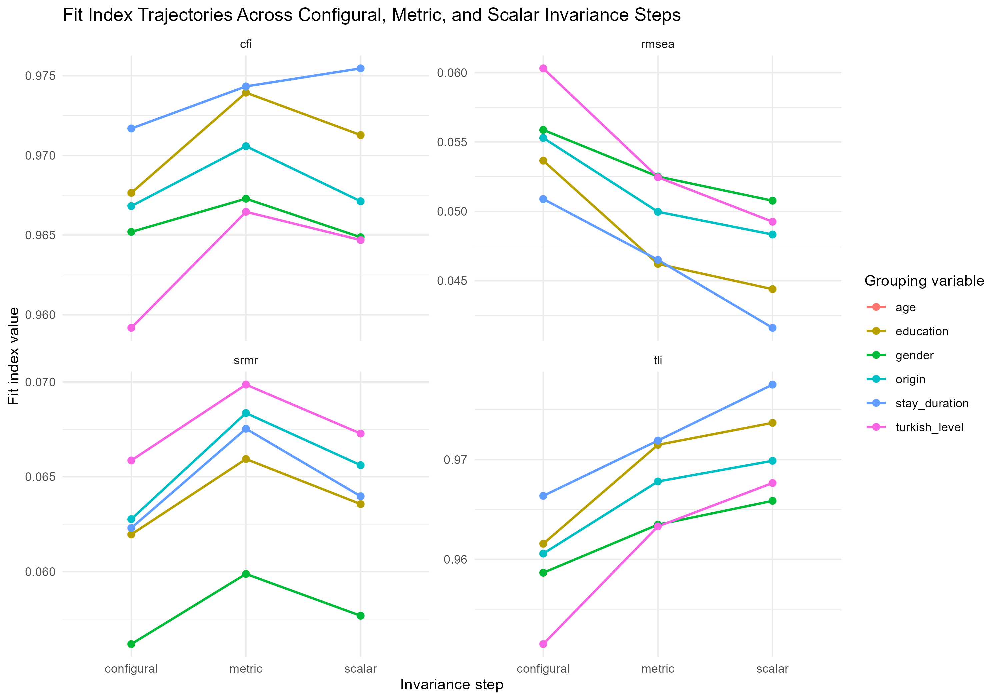 Fit Index Trajectories Across Configural, Metric, and Scalar Invariance Steps
cfi
0.975
0.970
0.965
0.960
rmsea
0.060
0.055
0.050
0.045
srmr
0.070
0.065
0.060
configural
metric
scalar
tli
0.97
0.96
configural
metric
scalar
Fit index value
Invariance step
Grouping variable
age
education
gender
origin
stay_duration
turkish_level